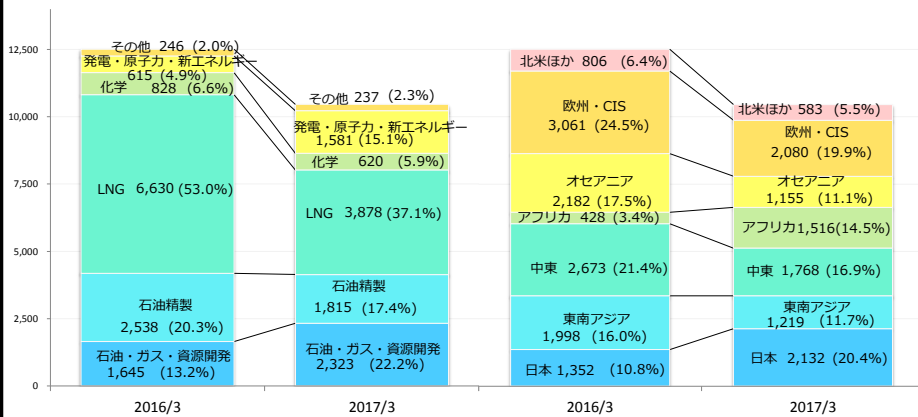 12,500
10,000
7,500
5,000
2,500
0
その他 246 (2.0%)
発電・原子力・新エネルギー
615 (4.9%)
化学 828 (6.6%)
LNG 6,630 (53.0%)
石油精製
2,538 (20.3%)
石油・ガス・資源開発
1,645 (13.2%)
2016/3
その他 237 (2.3%)
発電・原子力・新エネルギー
1,581 (15.1%)
化学 620 (5.9%)
LNG 3,878 (37.1%)
石油精製
1,815 (17.4%)
石油・ガス・資源開発
2,323 (22.2%)
2017/3
北米ほか 806 (6.4%)
欧州・CIS
3,061 (24.5%)
オセアニア
2,182 (17.5%)
アフリカ 428 (3.4%)
中東 2,673 (21.4%)
東南アジア
1,998 (16.0%)
日本 1,352 (10.8%)
2016/3
北米ほか 583 (5.5%)
欧州・CIS
2,080 (19.9%)
オセアニア
1,155 (11.1%)
アフリカ 1,516 (14.5%)
中東 1,768 (16.9%)
東南アジア
1,219 (11.7%)
日本 2,132 (20.4%)
2017/3